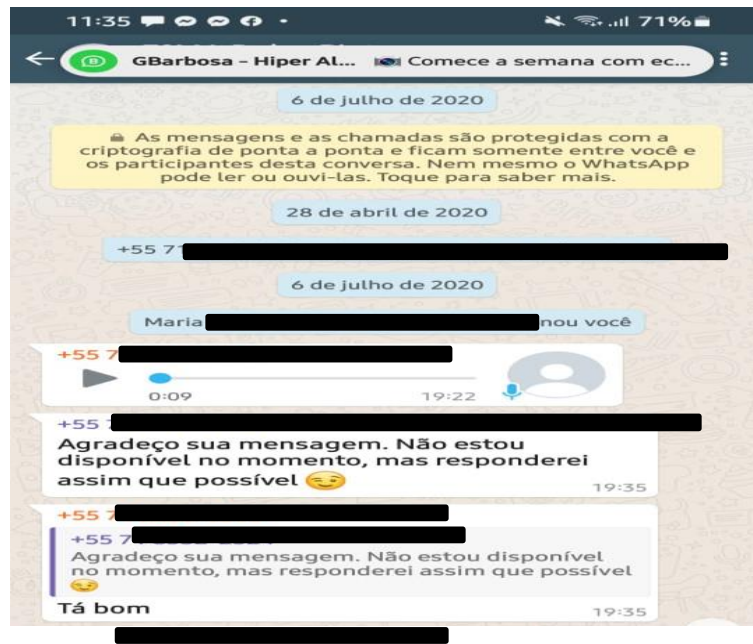 11:35
71%
GBarbosa - Hiper Al... Comece a semana com ec...
6 de julho de 2020
As mensagens e as chamadas são protegidas com a
criptografia de ponta a ponta e ficam somente entre você e
os participantes desta conversa. Nem mesmo o WhatsApp
pode ler ou ouvi-las. Toque para saber mais.
28 de abril de 2020
+55 71
6 de julho de 2020
Maria nou você
+55 7
0:09 19:22
+55 7
Agradeço sua mensagem. Não estou
disponível no momento, mas responderei
assim que possível 😏
19:35
+55 7
+55 7
Agradeço sua mensagem. Não estou disponível
no momento, mas responderei assim que possível
😏
Tá bom 19:35